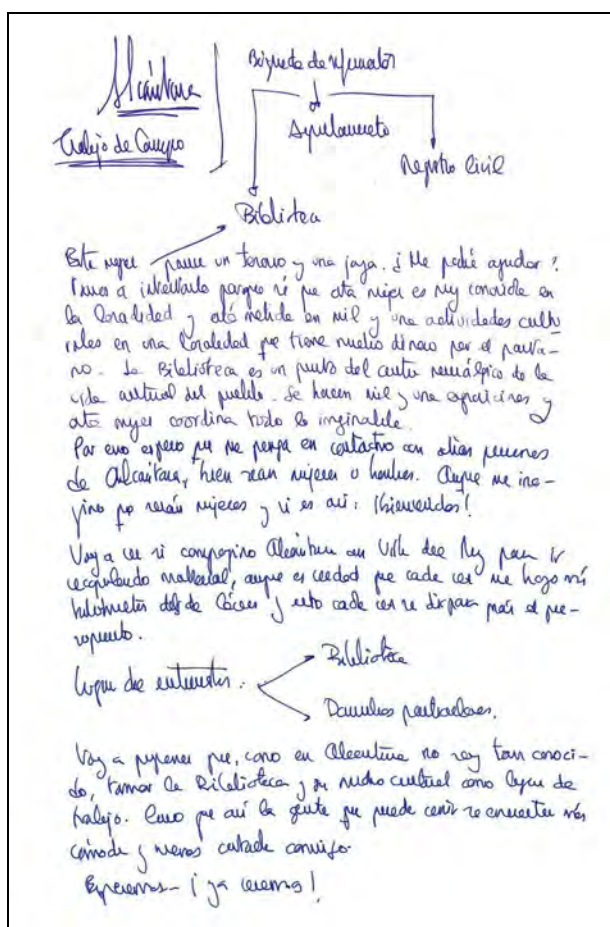 Alcántara
Trabajo de Campo
Búsqueda de informador
Ayuntamiento
Registro Civil
Biblioteca
Esta mujer parece un tesoro y una joya. ¿Me podrá ayudar?
Vamos a intentarlo porque sé que esta mujer es muy conocida en
la localidad y está metida en mil y una actividades cultu
rales en una localidad que tiene mucho dinero por el panta-
no. La Biblioteca es un punto del centro neurálgico de la
vida cultural del pueblo. Se hacen mil y una exposiciones y
esta mujer coordina todo lo imaginable.
Por eso espero que me ponga en contacto con otras personas
de Alcántara, bien sean mujeres u hombres. Aunque me ima-
gino que serán mujeres y si es así: ¡bienvenidas!
Voy a ver si compagino Alcántara con Villa del Rey para ir
recopilando material, aunque es verdad que cada vez me hago más
kilómetros desde Cáceres y esto cada vez se dispara más el pre-
supuesto.
Lugar de entrevistas:
Biblioteca
Domicilios particulares.
Voy a proponer que, como en Alcántara no soy tan conoci-
do, tomar la Biblioteca y su nicho cultural como lugar de
trabajo. Creo que así la gente que puede venir se encuentra más
cómoda y menos cortada conmigo.
Esperemos - ¡ya veremos!